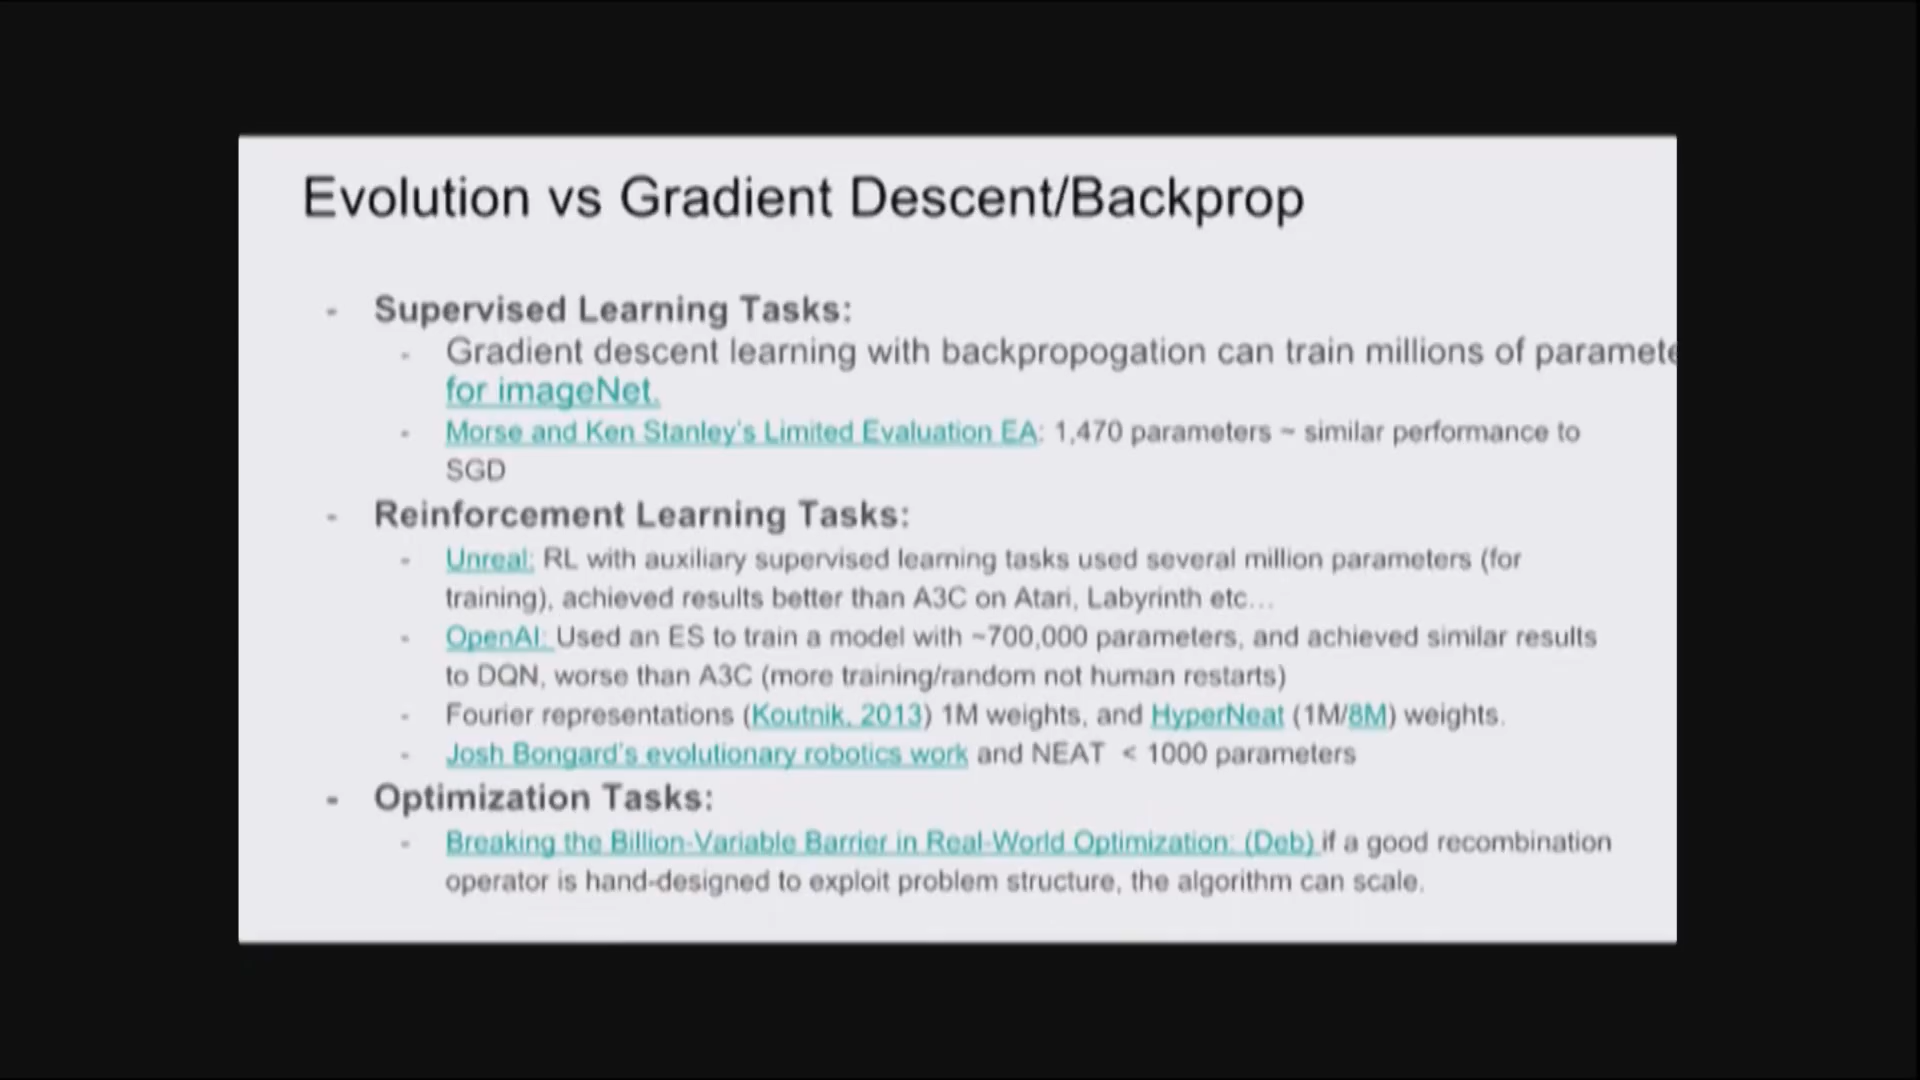 Evolution vs Gradient Descent/Backprop
- Supervised Learning Tasks:
- Gradient descent learning with backpropogation can train millions of paramete
for imageNet.
- Morse and Ken Stanley's Limited Evaluation EA: 1,470 parameters ~ similar performance to
SGD
- Reinforcement Learning Tasks:
- Unreal: RL with auxiliary supervised learning tasks used several million parameters (for
training), achieved results better than A3C on Atari, Labyrinth etc...
- OpenAI: Used an ES to train a model with ~700,000 parameters, and achieved similar results
to DQN, worse than A3C (more training/random not human restarts)
- Fourier representations (Koutnik, 2013) 1M weights, and HyperNeat (1M/8M) weights.
- Josh Bongard's evolutionary robotics work and NEAT < 1000 parameters
- Optimization Tasks:
- Breaking the Billion-Variable Barrier in Real-World Optimization: (Deb) if a good recombination
operator is hand-designed to exploit problem structure, the algorithm can scale.